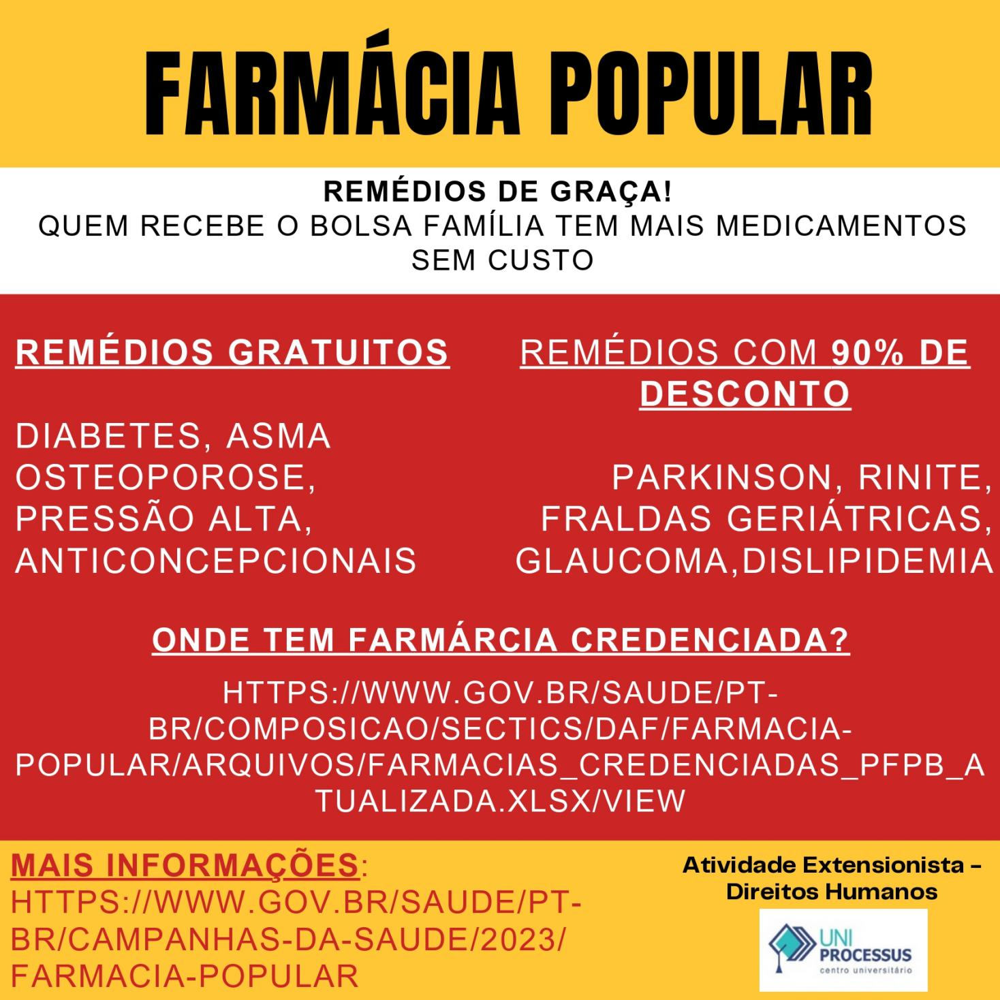 FARMÁCIA POPULAR
REMÉDIOS DE GRAÇA!
QUEM RECEBE O BOLSA FAMÍLIA TEM MAIS MEDICAMENTOS
SEM CUSTO
REMÉDIOS GRATUITOS
DIABETES, ASMA
OSTEOPOROSE,
PRESSÃO ALTA,
ANTICONCEPCIONAIS
REMÉDIOS COM 90% DE
DESCONTO
PARKINSON, RINITE,
FRALDAS GERIÁTRICAS,
GLAUCOMA,DISLIPIDEMIA
ONDE TEM FARMÁRCIA CREDENCIADA?
HTTPS://WWW.GOV.BR/SAUDE/PT-
BR/COMPOSICAO/SECTICS/DAF/FARMACIA-
POPULAR/ARQUIVOS/FARMACIAS_CREDENCIADAS_PFPB_A
TUALIZADA.XLSX/VIEW
MAIS INFORMAÇÕES:
HTTPS://WWW.GOV.BR/SAUDE/PT-
BR/CAMPANHAS-DA-SAUDE/2023/
FARMACIA-POPULAR
Atividade Extensionista -
Direitos Humanos
UNI
PROCESSUS
centro universitário